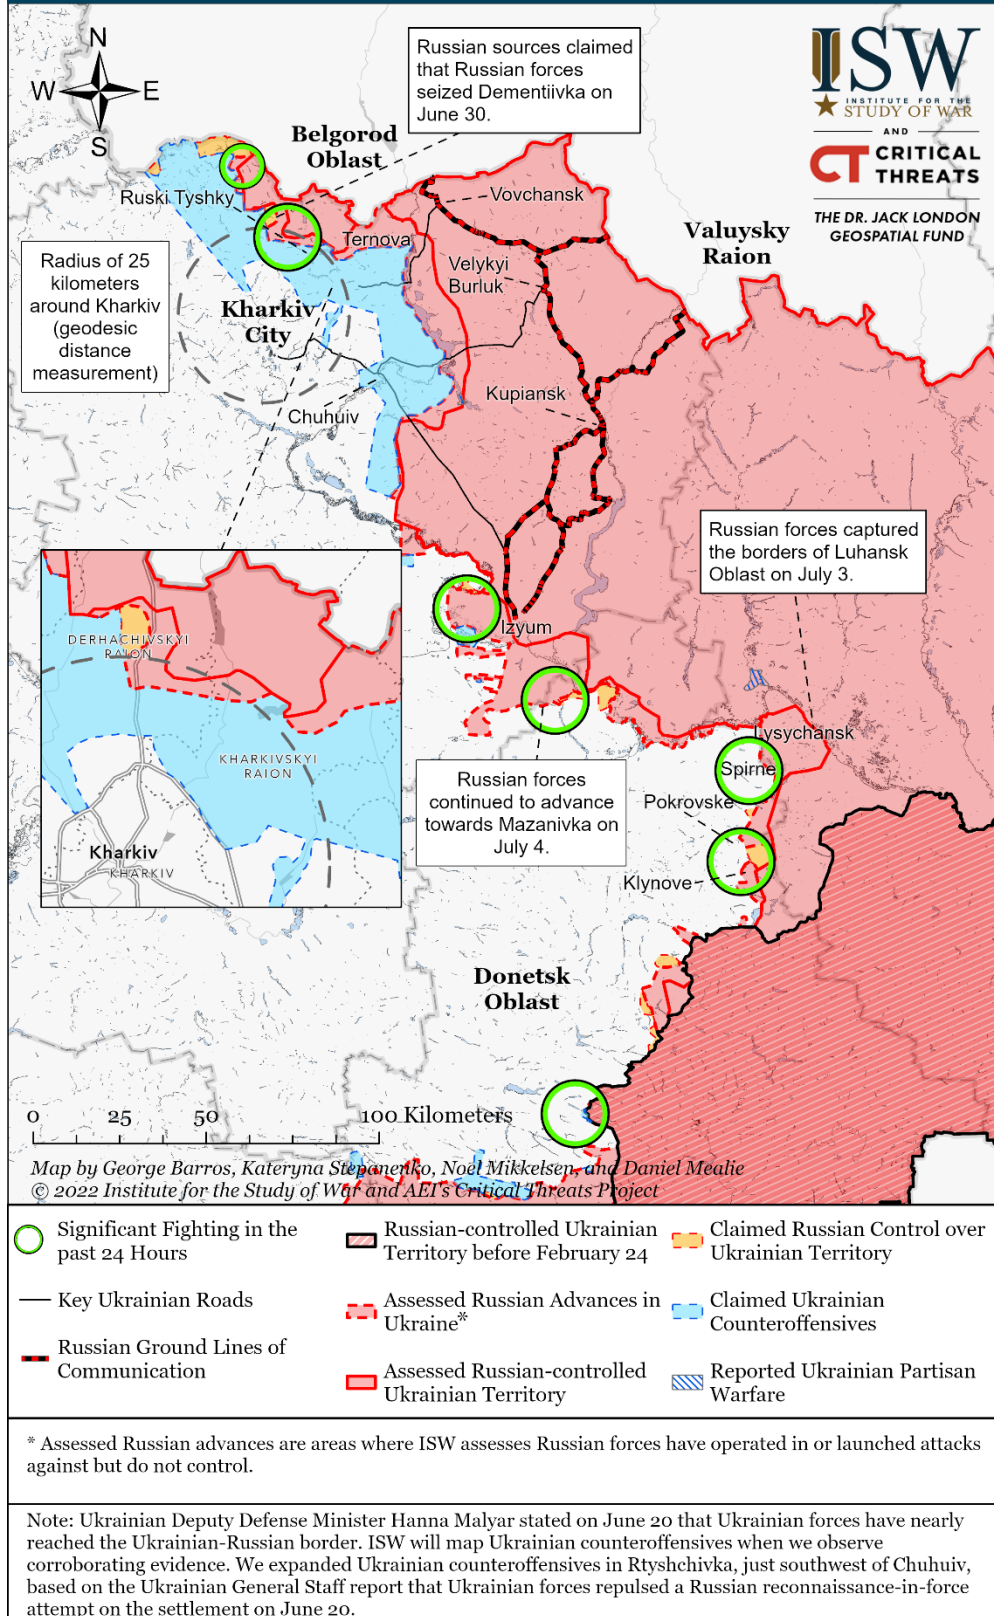 N
W E
S
Russian sources claimed
that Russian forces
seized Dementiivka on
June 30.
ISW
INSTITUTE FOR THE
STUDY OF WAR
AND
CT CRITICAL
THREATS
THE DR. JACK LONDON
GEOSPATIAL FUND
Belgorod
Oblast
Ruski Tyshky
Vovchansk
Ternova
Valuysky
Raion
Radius of 25
kilometers
around Kharkiv
(geodesic
distance
measurement)
Velykyi
Burluk
Kharkiv
City
Kupiansk
Chuhuiv
Russian forces captured
the borders of Luhansk
Oblast on July 3.
Izyum
DERHACHIVSKYI
RAION
KHARKIVSKYI
RAION
Kharkiv
KHARKIV
Lysychansk
Spirne
Russian forces
continued to advance
towards Mazanivka on
July 4.
Pokrovske
Klynove
Donetsk
Oblast
0 25 50 100 Kilometers
Map by George Barros, Kateryna Stepanenko, Noel Mikkelsen, and Daniel Mealie
© 2022 Institute for the Study of War and AEI's Critical Threats Project
Significant Fighting in the
past 24 Hours
Key Ukrainian Roads
Russian Ground Lines of
Communication
Russian-controlled Ukrainian
Territory before February 24
Assessed Russian Advances in
Ukraine*
Assessed Russian-controlled
Ukrainian Territory
Claimed Russian Control over
Ukrainian Territory
Claimed Ukrainian
Counteroffensives
Reported Ukrainian Partisan
Warfare
* Assessed Russian advances are areas where ISW assesses Russian forces have operated in or launched attacks
against but do not control.
Note: Ukrainian Deputy Defense Minister Hanna Malyar stated on June 20 that Ukrainian forces have nearly
reached the Ukrainian-Russian border. ISW will map Ukrainian counteroffensives when we observe
corroborating evidence. We expanded Ukrainian counteroffensives in Rtyshchivka, just southwest of Chuhuiv,
based on the Ukrainian General Staff report that Ukrainian forces repulsed a Russian reconnaissance-in-force
attempt on the settlement on June 20.